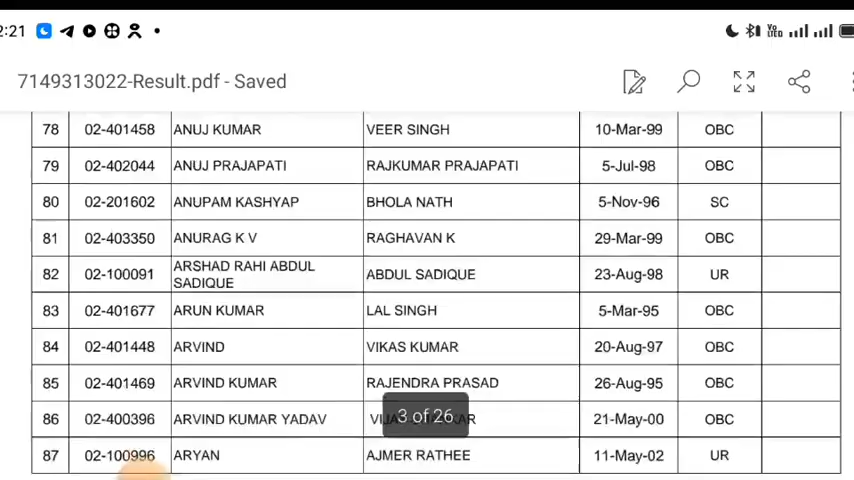 2:21
7149313022-Result.pdf - Saved
78 02-401458 ANUJ KUMAR VEER SINGH 10-Mar-99 OBC
79 02-402044 ANUJ PRAJAPATI RAJKUMAR PRAJAPATI 5-Jul-98 OBC
80 02-201602 ANUPAM KASHYAP BHOLA NATH 5-Nov-96 SC
81 02-403350 ANURAG K V RAGHAVAN K 29-Mar-99 OBC
82 02-100091 ARSHAD RAHI ABDUL SADIQUE ABDUL SADIQUE 23-Aug-98 UR
83 02-401677 ARUN KUMAR LAL SINGH 5-Mar-95 OBC
84 02-401448 ARVIND VIKAS KUMAR 20-Aug-97 OBC
85 02-401469 ARVIND KUMAR RAJENDRA PRASAD 26-Aug-95 OBC
86 02-400396 ARVIND KUMAR YADAV 21-May-00 OBC
3 of 26
87 02-100996 ARYAN AJMER RATHEE 11-May-02 UR